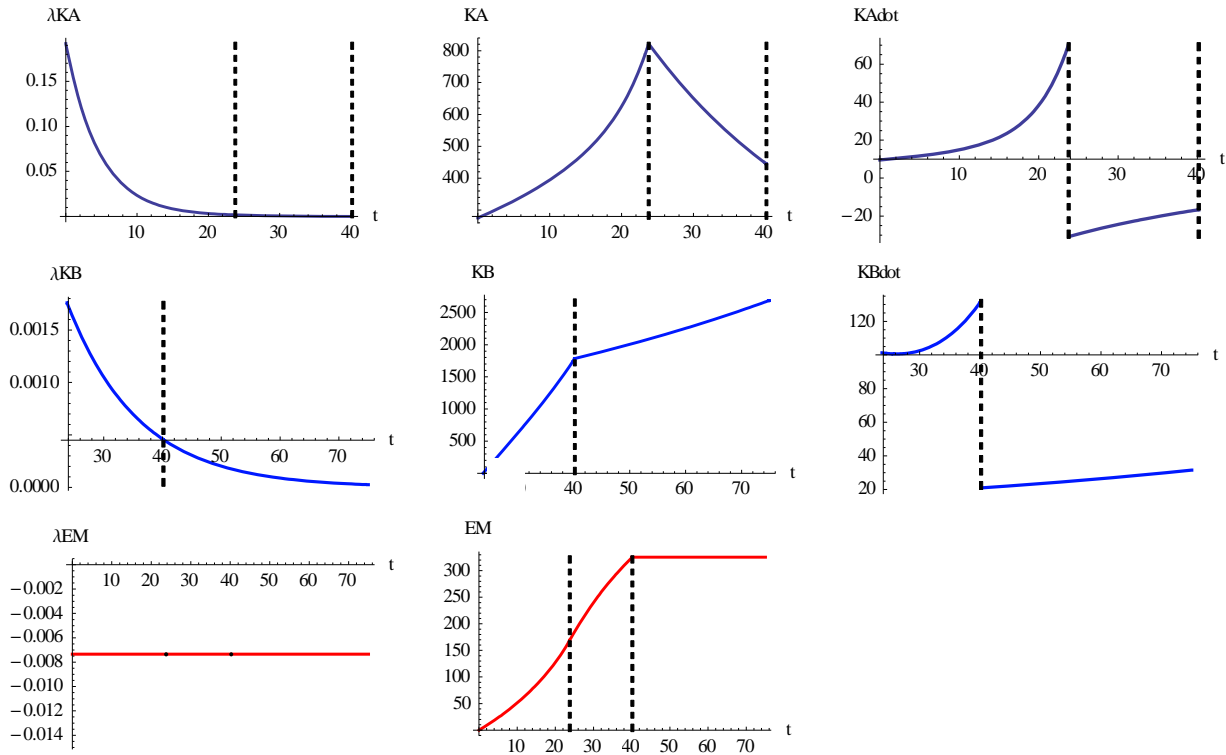 λKA
0.15
0.10
0.05
10 20 30 40 t
KA
800
700
600
500
400
10 20 30 40 t
KAdot
60
40
20
0
−20
10 20 30 40 t
λKB
0.0015
0.0010
0.0000
30 40 50 60 70 t
KB
2500
2000
1500
1000
500
40 50 60 70 t
KBdot
120
80
60
40
20
30 40 50 60 70 t
λEM
10 20 30 40 50 60 70 t
−0.002
−0.004
−0.006
−0.008
−0.010
−0.012
−0.014
EM
300
250
200
150
100
50
10 20 30 40 50 60 70 t